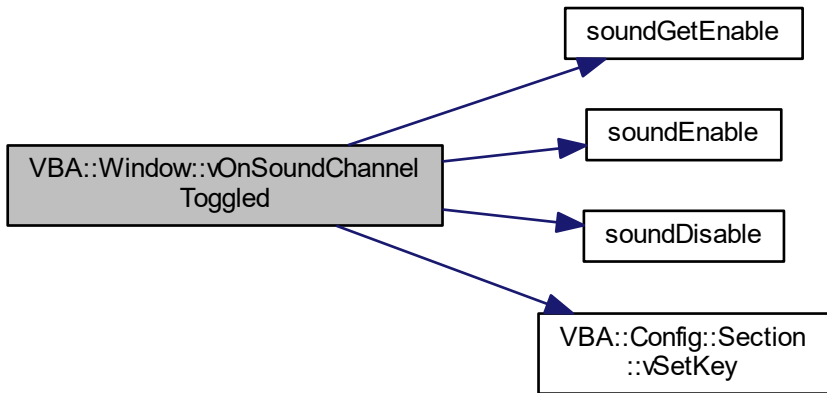 soundGetEnable
soundEnable
VBA::Window::vOnSoundChannel
Toggled
soundDisable
VBA::Config::Section
::vSetKey